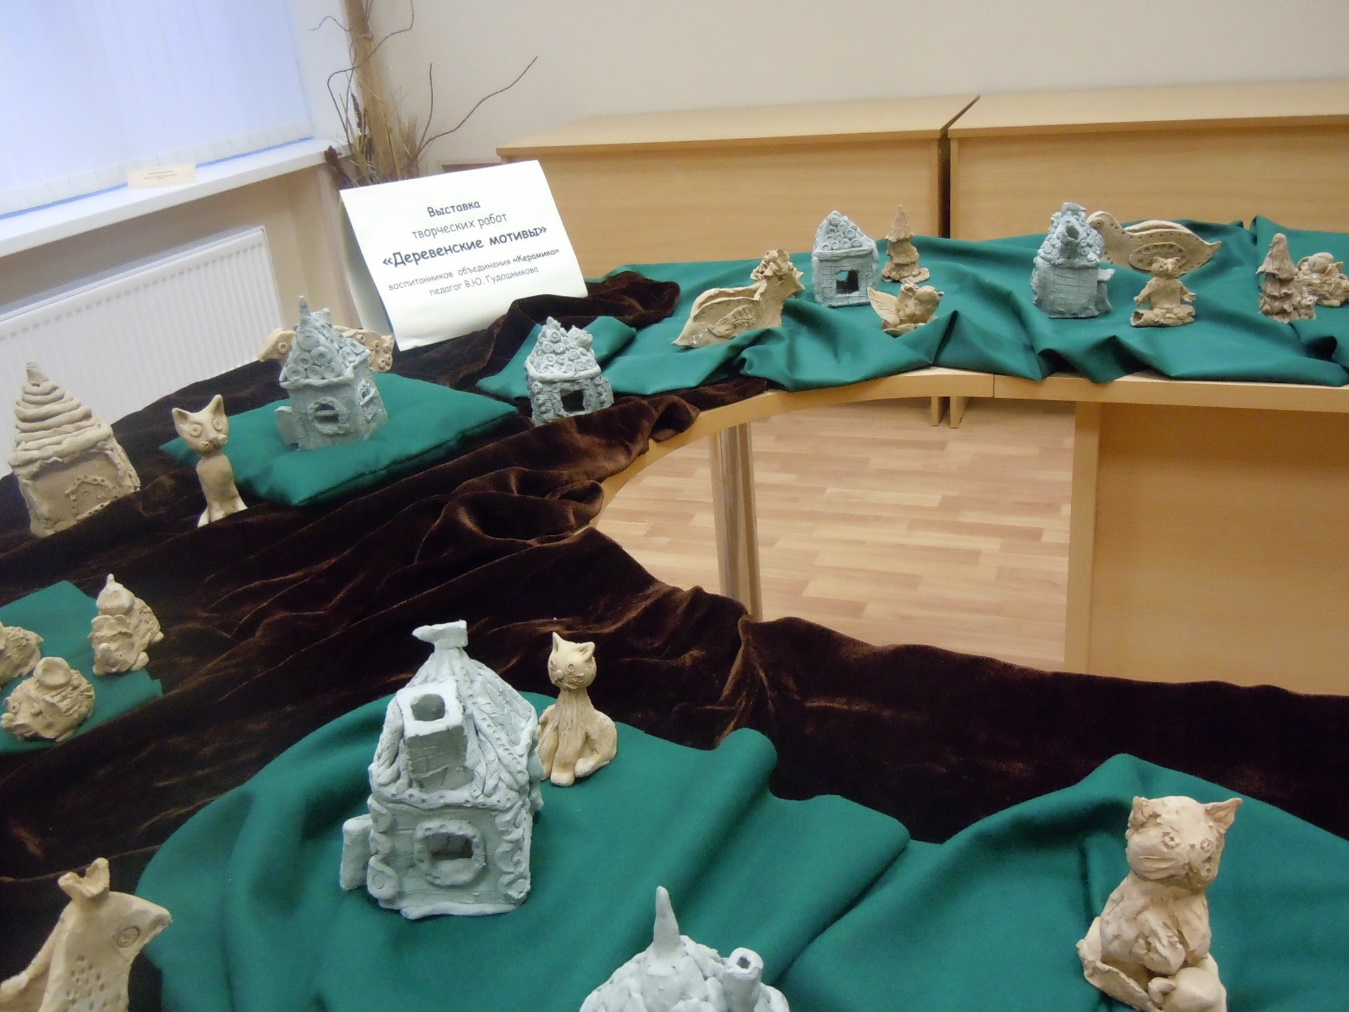 Выставка
творческих работ
«Деревенские мотивы»
воспитанников объединения «Керамика»
педагог В.Ю. Гудошникова